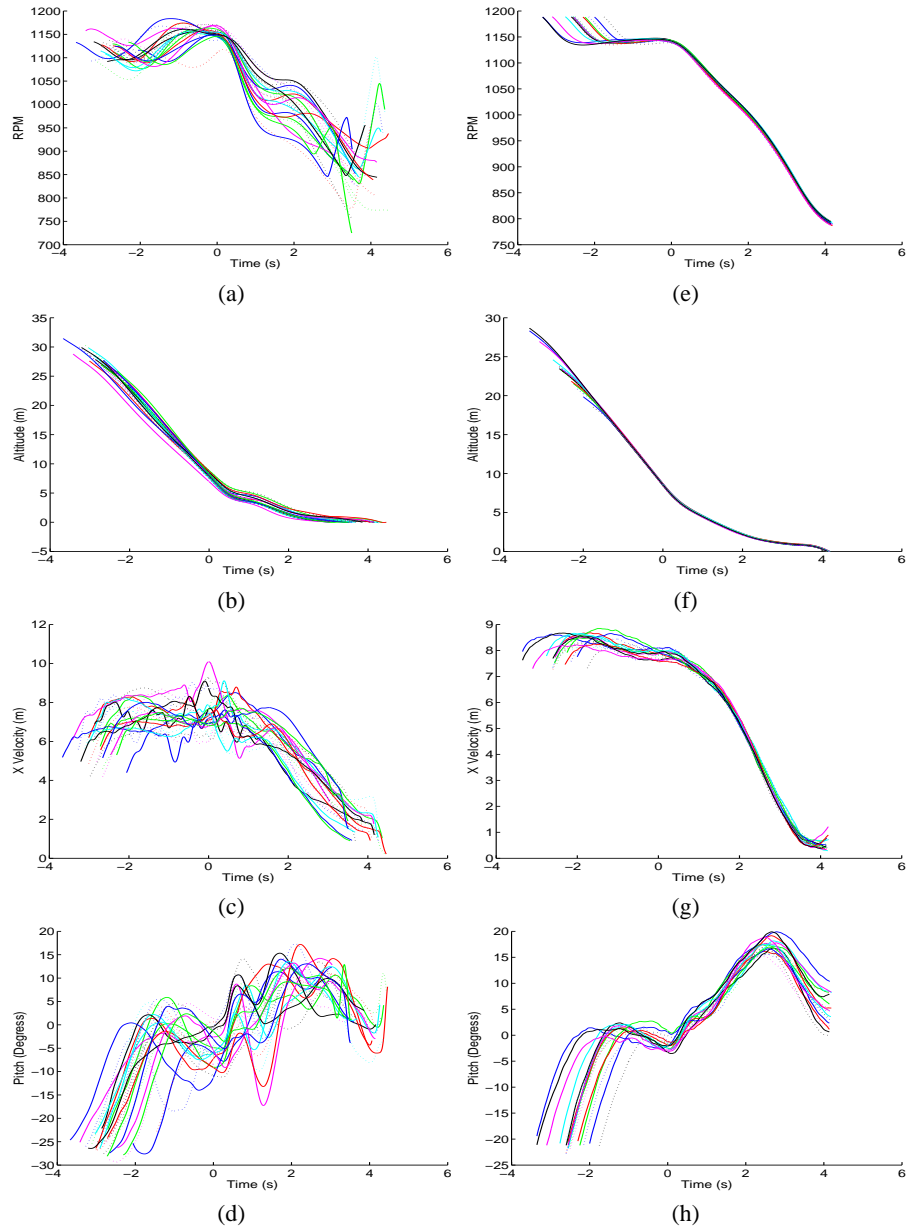 1200
1150
1100
1050
1000
950
900
850
800
750
700
RPM
−4 −2 0 2 4 6
Time (s)
(a)
1200
1150
1100
1050
1000
950
900
850
800
750
RPM
−4 −2 0 2 4 6
Time (s)
(e)
35
30
25
20
15
10
5
0
−5
Altitude (m)
−4 −2 0 2 4 6
Time (s)
(b)
30
25
20
15
10
5
0
Altitude (m)
−4 −2 0 2 4 6
Time (s)
(f)
12
10
8
6
4
2
0
X Velocity (m)
−4 −2 0 2 4 6
Time (s)
(c)
9
8
7
6
5
4
3
2
1
0
X Velocity (m)
−4 −2 0 2 4 6
Time (s)
(g)
20
15
10
5
0
−5
−10
−15
−20
−25
−30
Pitch (Degress)
−4 −2 0 2 4 6
Time (s)
(d)
20
15
10
5
0
−5
−10
−15
−20
−25
Pitch (Degress)
−4 −2 0 2 4 6
Time (s)
(h)